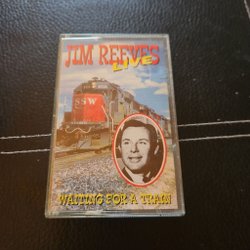 JIM REEVES
LIVE
SSW
WAITING FOR A TRAIN